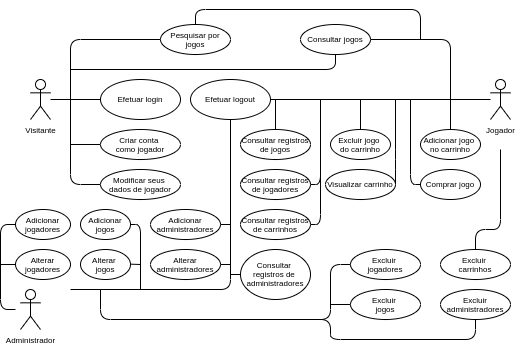 Pesquisar por
jogos
Consultar jogos
Efetuar login
Efetuar logout
Visitante
Jogador
Criar conta
como jogador
Consultar registros
de jogos
Excluir jogo
do carrinho
Adicionar jogo
no carrinho
Modificar seus
dados de jogador
Consultar registros
de jogadores
Visualizar carrinho
Comprar jogo
Adicionar
jogadores
Adicionar
jogos
Adicionar
administradores
Consultar registros
de carrinhos
Alterar
jogadores
Alterar
jogos
Alterar
administradores
Consultar
registros de
administradores
Excluir
jogadores
Excluir
carrinhos
Excluir
jogos
Excluir
administradores
Administrador